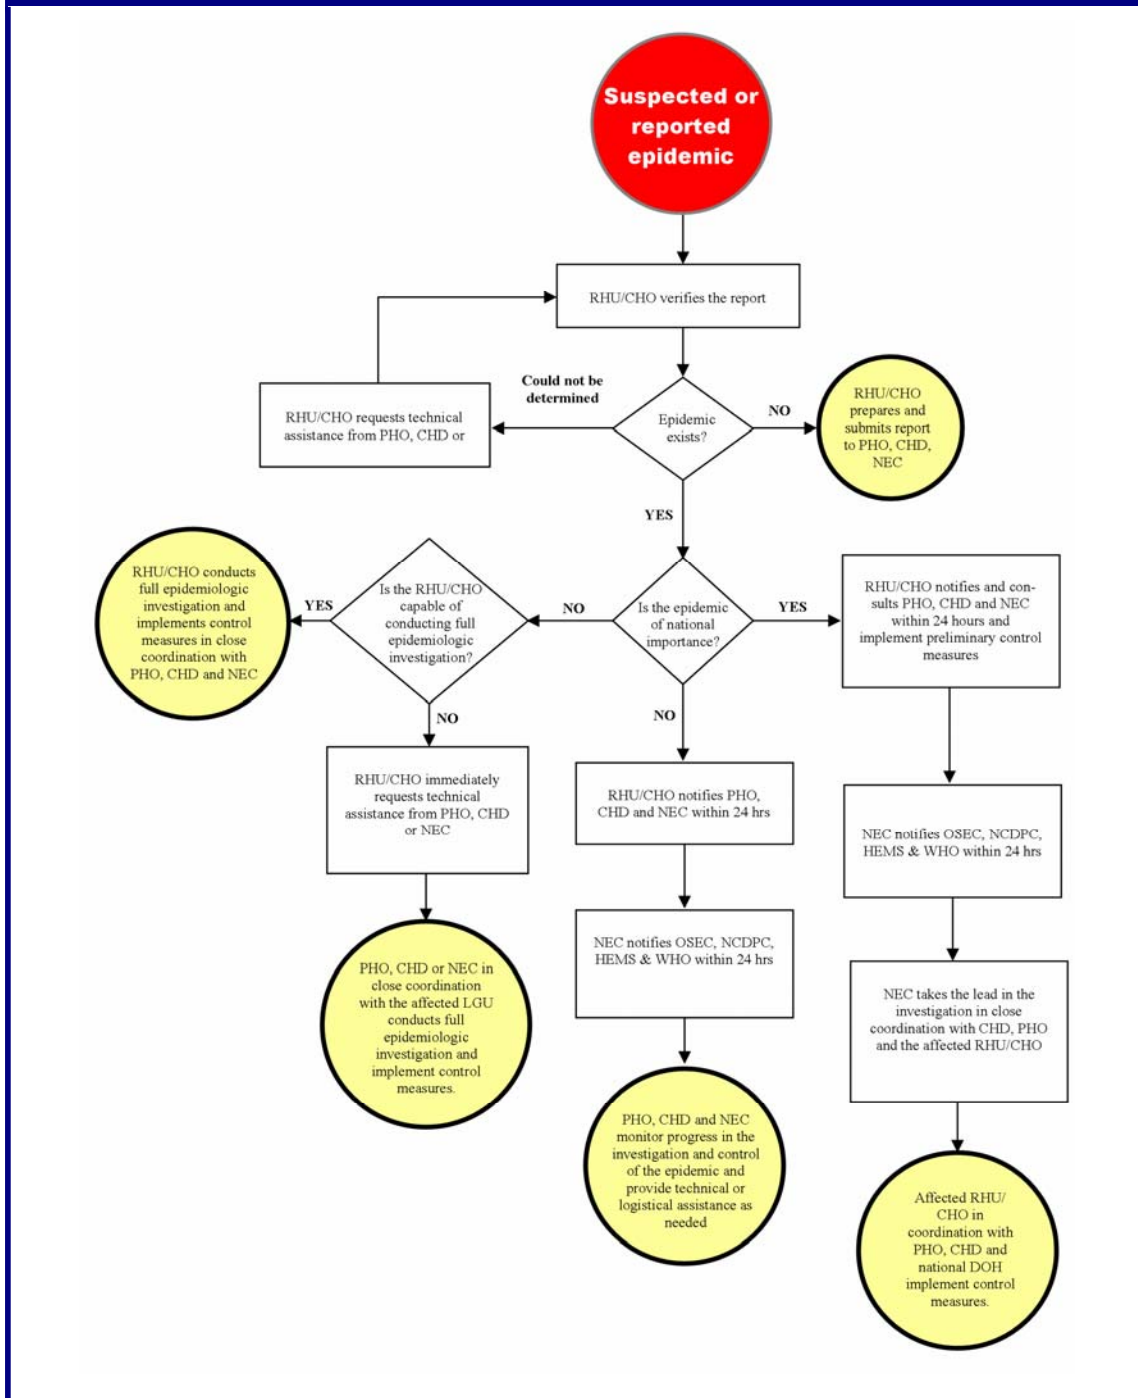 Suspected or
reported
epidemic
RHU/CHO verifies the report
Could not be
determined
RHU/CHO requests technical
assistance from PHO, CHD or
Epidemic
exists?
NO
RHU/CHO
prepares and
submits report
to PHO, CHD,
NEC
YES
RHU/CHO conducts
full epidemiologic
investigation and
implements control
measures in close
coordination with
PHO, CHD and NEC
YES
Is the RHU/CHO
capable of
conducting full
epidemiologic
investigation?
NO
Is the epidemic
of national
importance?
YES
RHU/CHO notifies and con-
sults PHO, CHD and NEC
within 24 hours and
implement preliminary control
measures
NO
NO
RHU/CHO immediately
requests technical
assistance from PHO, CHD
or NEC
RHU/CHO notifies PHO,
CHD and NEC within 24 hrs
NEC notifies OSEC, NCDPC,
HEMS & WHO within 24 hrs
PHO, CHD or NEC in
close coordination
with the affected LGU
conducts full
epidemiologic
investigation and
implement control
measures.
NEC notifies OSEC, NCDPC,
HEMS & WHO within 24 hrs
NEC takes the lead in the
investigation in close
coordination with CHD, PHO
and the affected RHU/CHO
PHO, CHD and NEC
monitor progress in the
investigation and control
of the epidemic and
provide technical or
logistical assistance as
needed
Affected RHU/
CHO in
coordination with
PHO, CHD and
national DOH
implement control
measures.